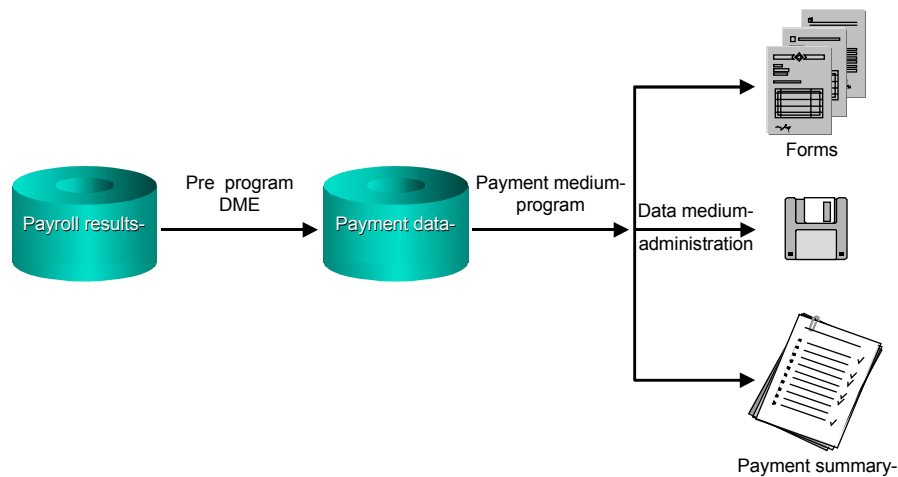 Payroll results-
Pre program
DME
Payment data-
Payment medium-
program
Forms
Data medium-
administration
Payment summary-